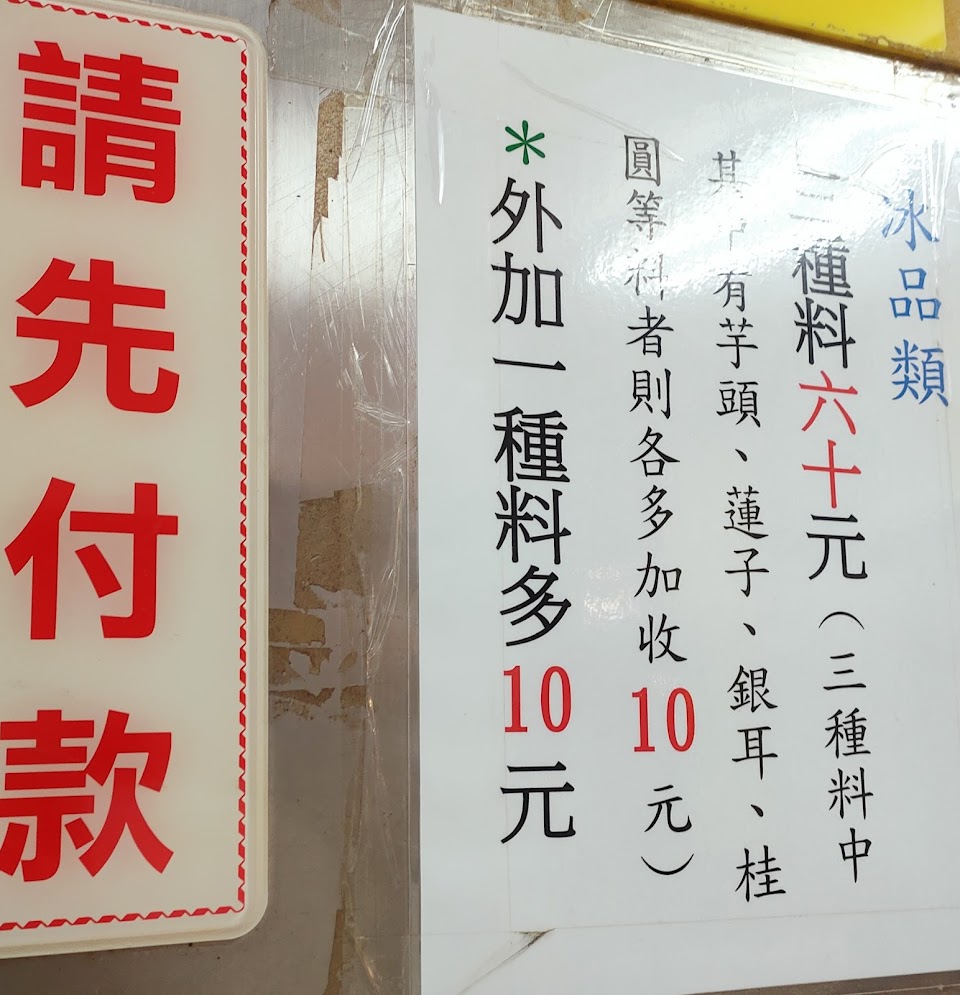 冰品類
三種料六十元（三種料中
其中有芋頭、蓮子、銀耳、桂
圓等料者則各多加收10元）
*外加一種料多10元
請先付款